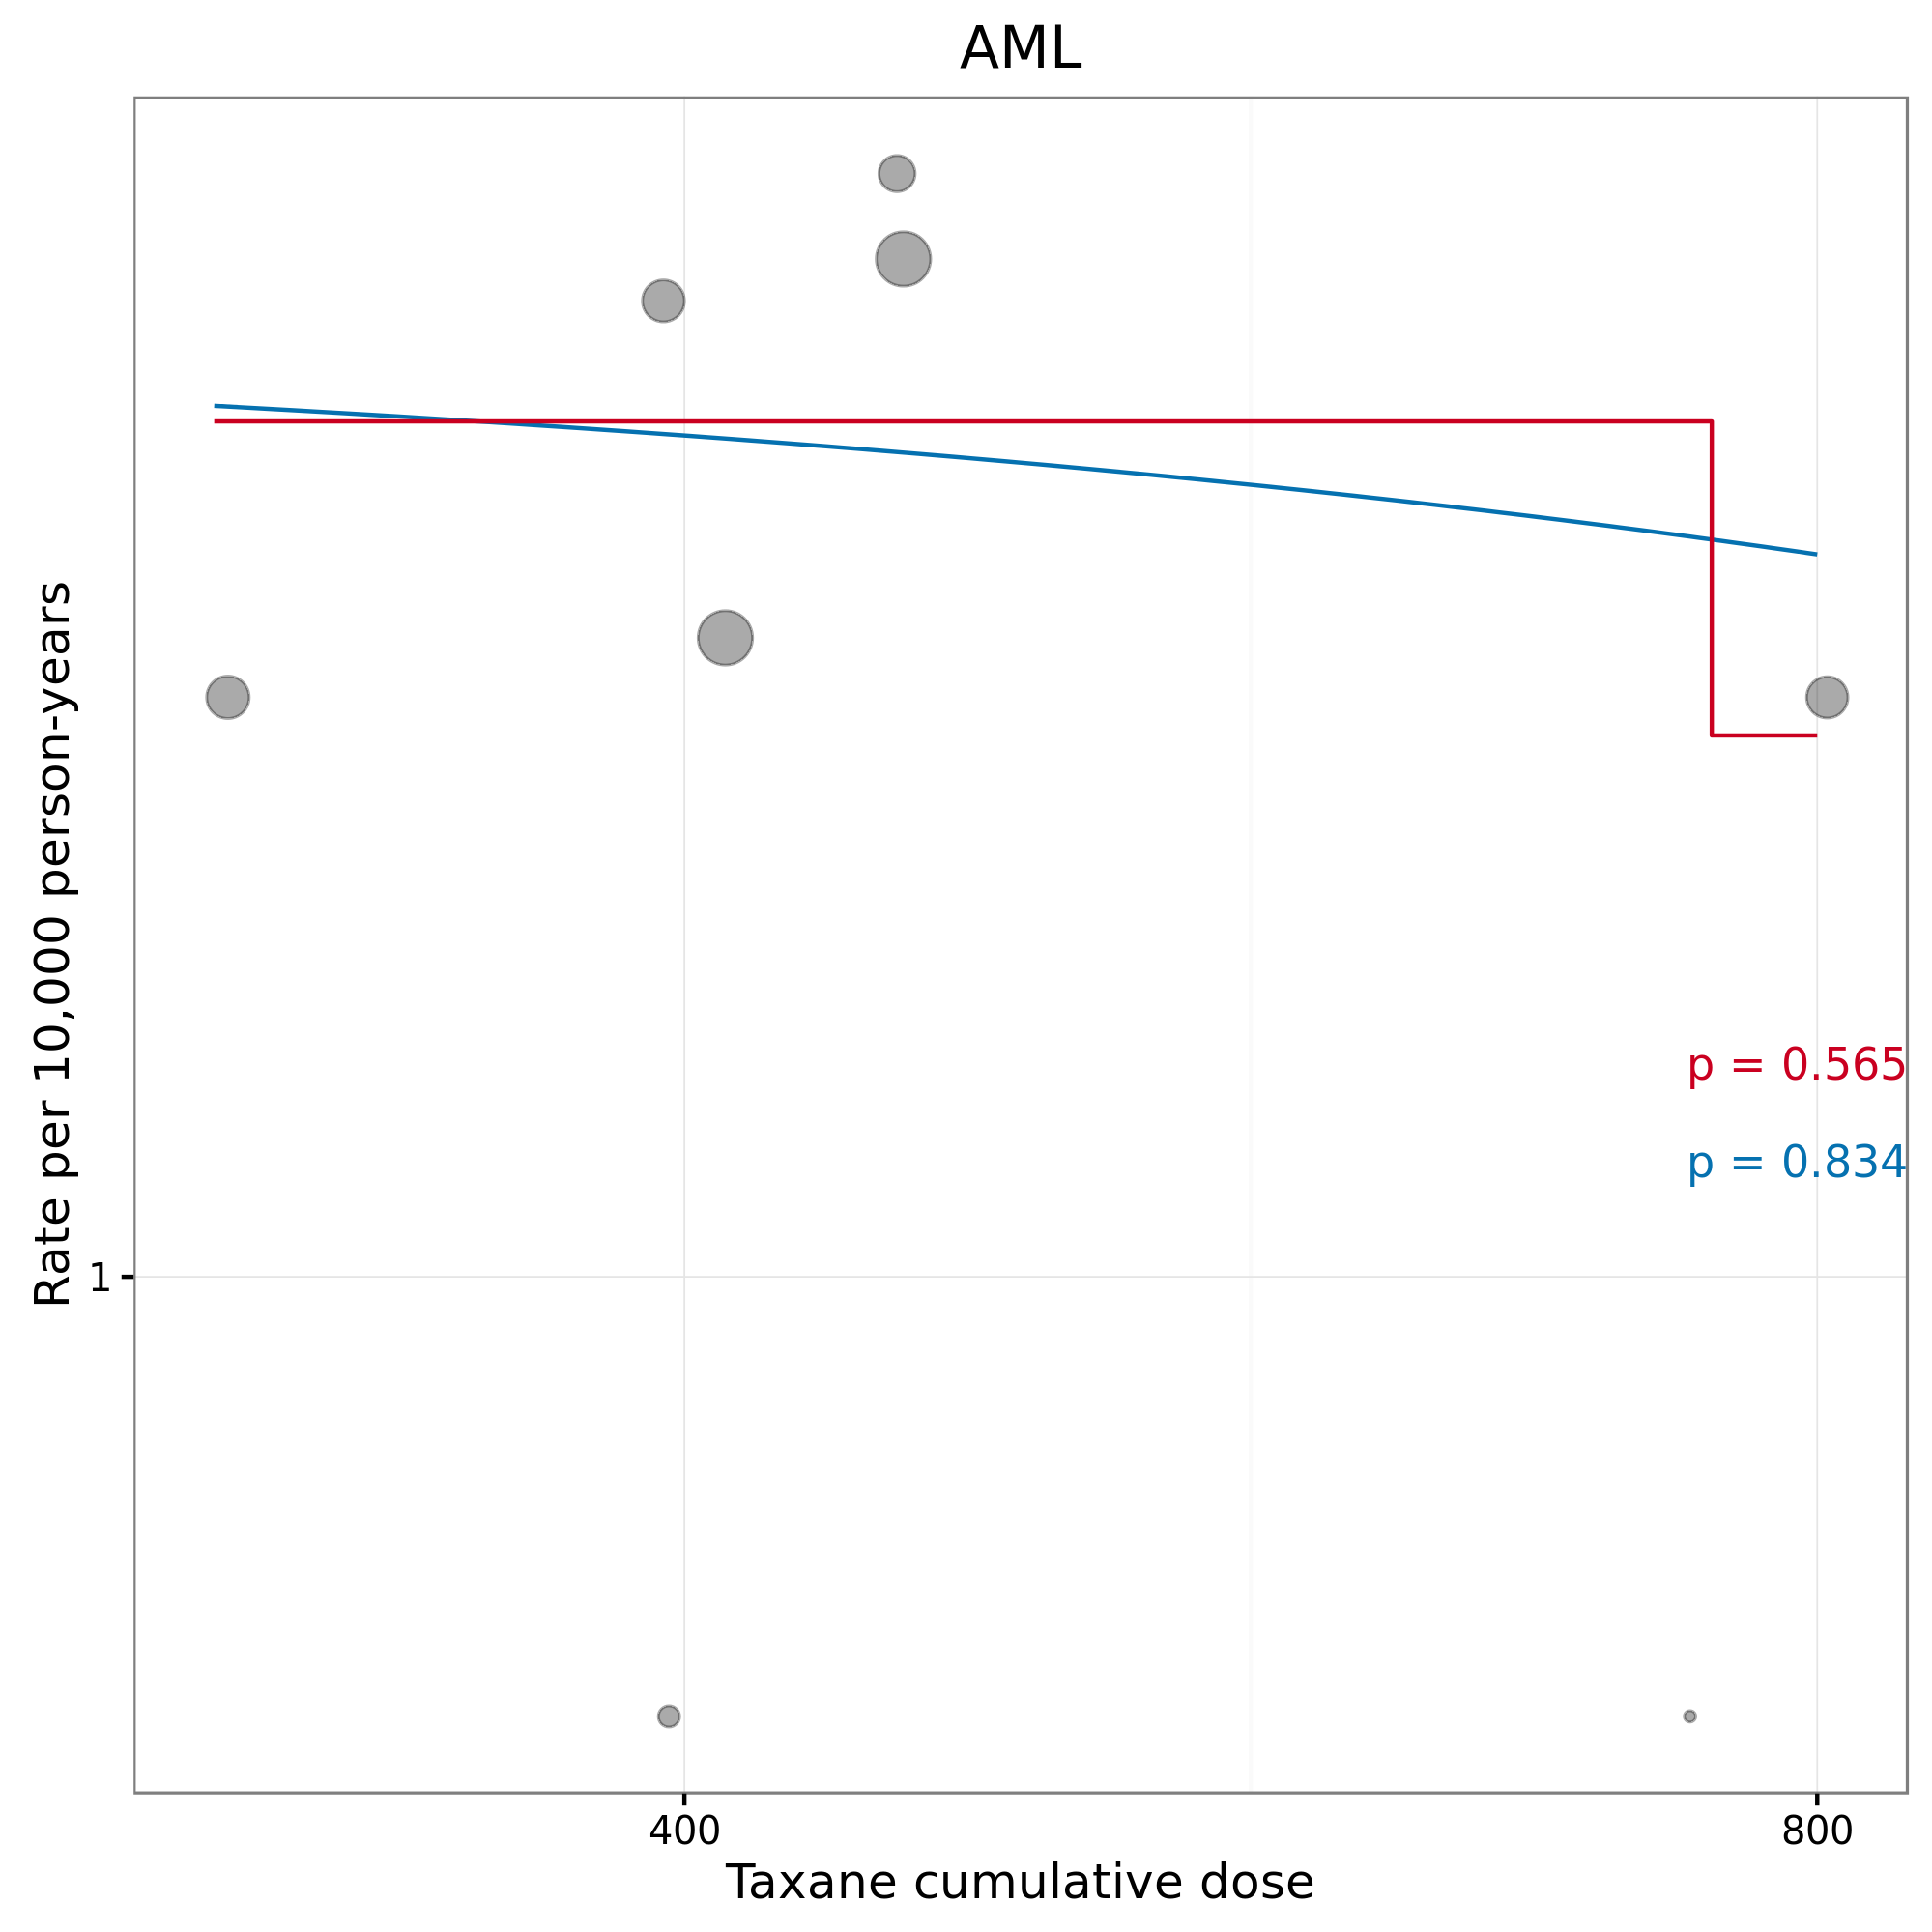 AML
Rate per 10,000 person-years
p = 0.565
p = 0.834
1
400
800
Taxane cumulative dose